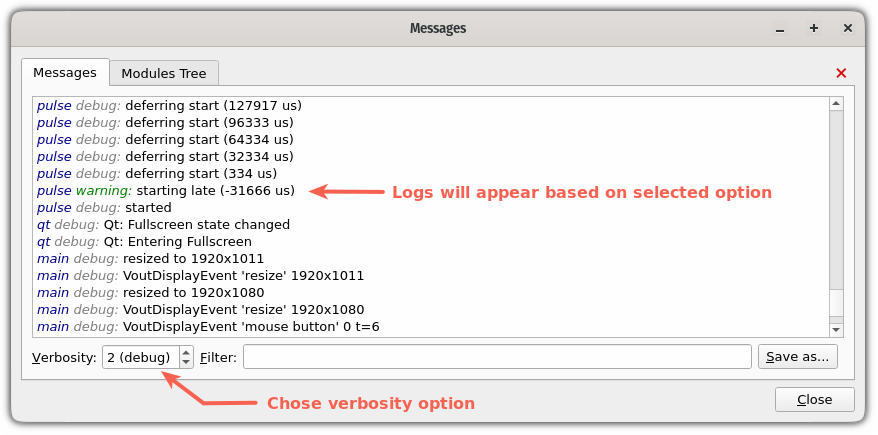 Messages
Messages Modules Tree
pulse debug: deferring start (127917 us)
pulse debug: deferring start (96333 us)
pulse debug: deferring start (64334 us)
pulse debug: deferring start (32334 us)
pulse debug: deferring start (334 us)
pulse warning: starting late (-31666 us)
Logs will appear based on selected option
pulse debug: started
qt debug: Qt: Fullscreen state changed
qt debug: Qt: Entering Fullscreen
main debug: resized to 1920x1011
main debug: VoutDisplayEvent 'resize' 1920x1011
main debug: resized to 1920x1080
main debug: VoutDisplayEvent 'resize' 1920x1080
main debug: VoutDisplayEvent 'mouse button' 0 t=6
Verbosity: 2 (debug) Filter: Save as...
Chose verbosity option
Close